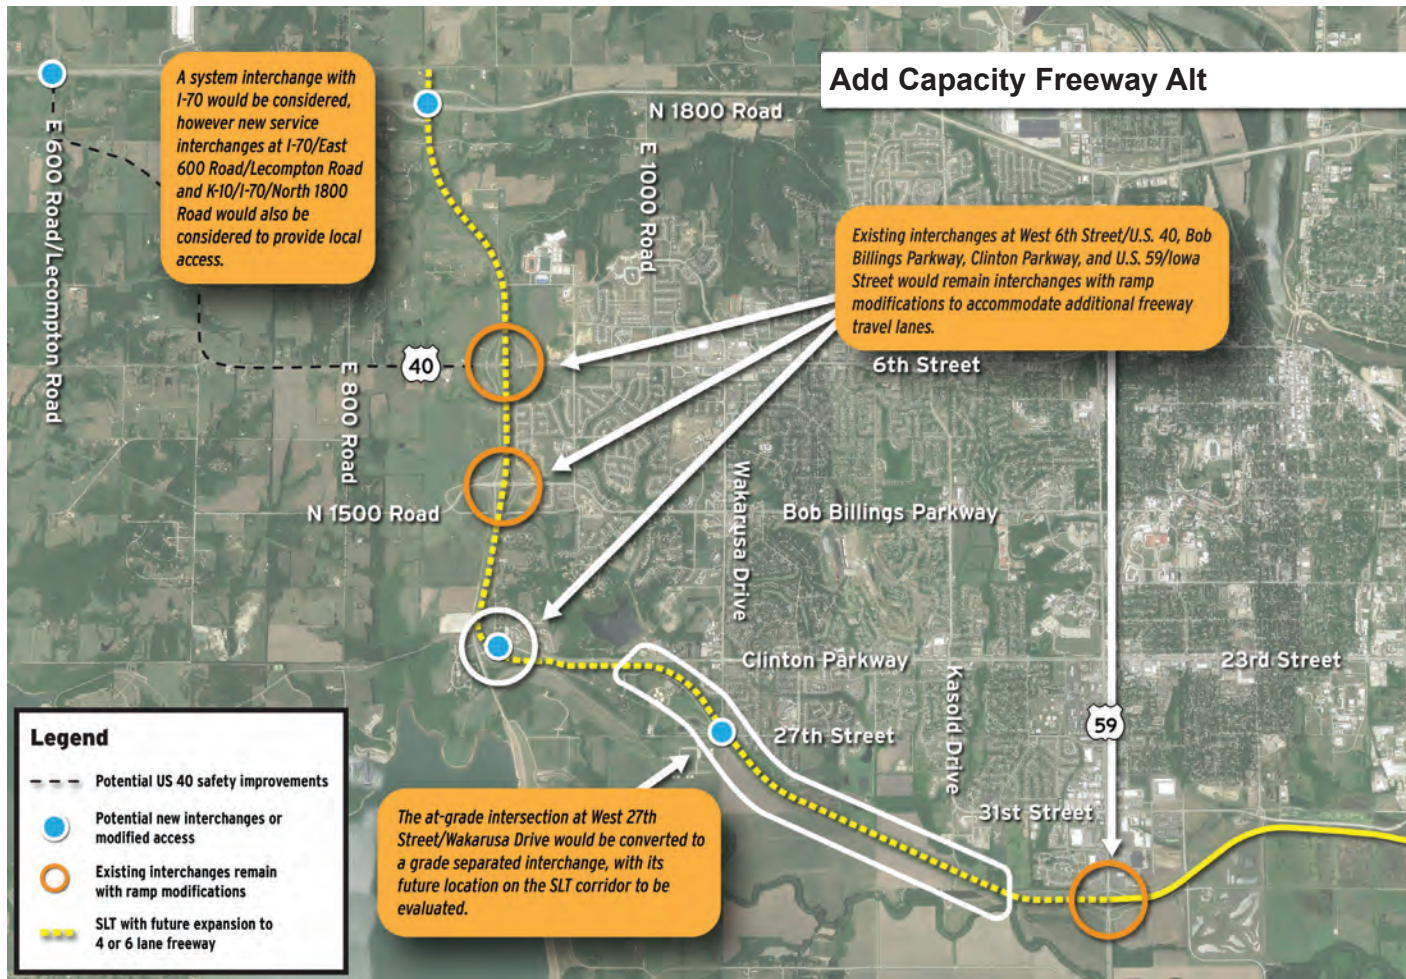 Add Capacity Freeway Alt
A system interchange with
I-70 would be considered,
however new service
interchanges at I-70/East
600 Road/Lecompton Road
and K-10/I-70/North 1800
Road would also be
considered to provide local
access.
N 1800 Road
E 600 Road/Lecompton Road
E 1000 Road
Existing interchanges at West 6th Street/U.S. 40, Bob
Billings Parkway, Clinton Parkway, and U.S. 59/Iowa
Street would remain interchanges with ramp
modifications to accommodate additional freeway
travel lanes.
40
6th Street
E 800 Road
N 1500 Road
Wakarusa Drive
Bob Billings Parkway
Clinton Parkway
23rd Street
Kasold Drive
27th Street
59
31st Street
The at-grade intersection at West 27th
Street/Wakarusa Drive would be converted to
a grade separated interchange, with its
future location on the SLT corridor to be
evaluated.
Legend
Potential US 40 safety improvements
Potential new interchanges or
modified access
Existing interchanges remain
with ramp modifications
SLT with future expansion to
4 or 6 lane freeway